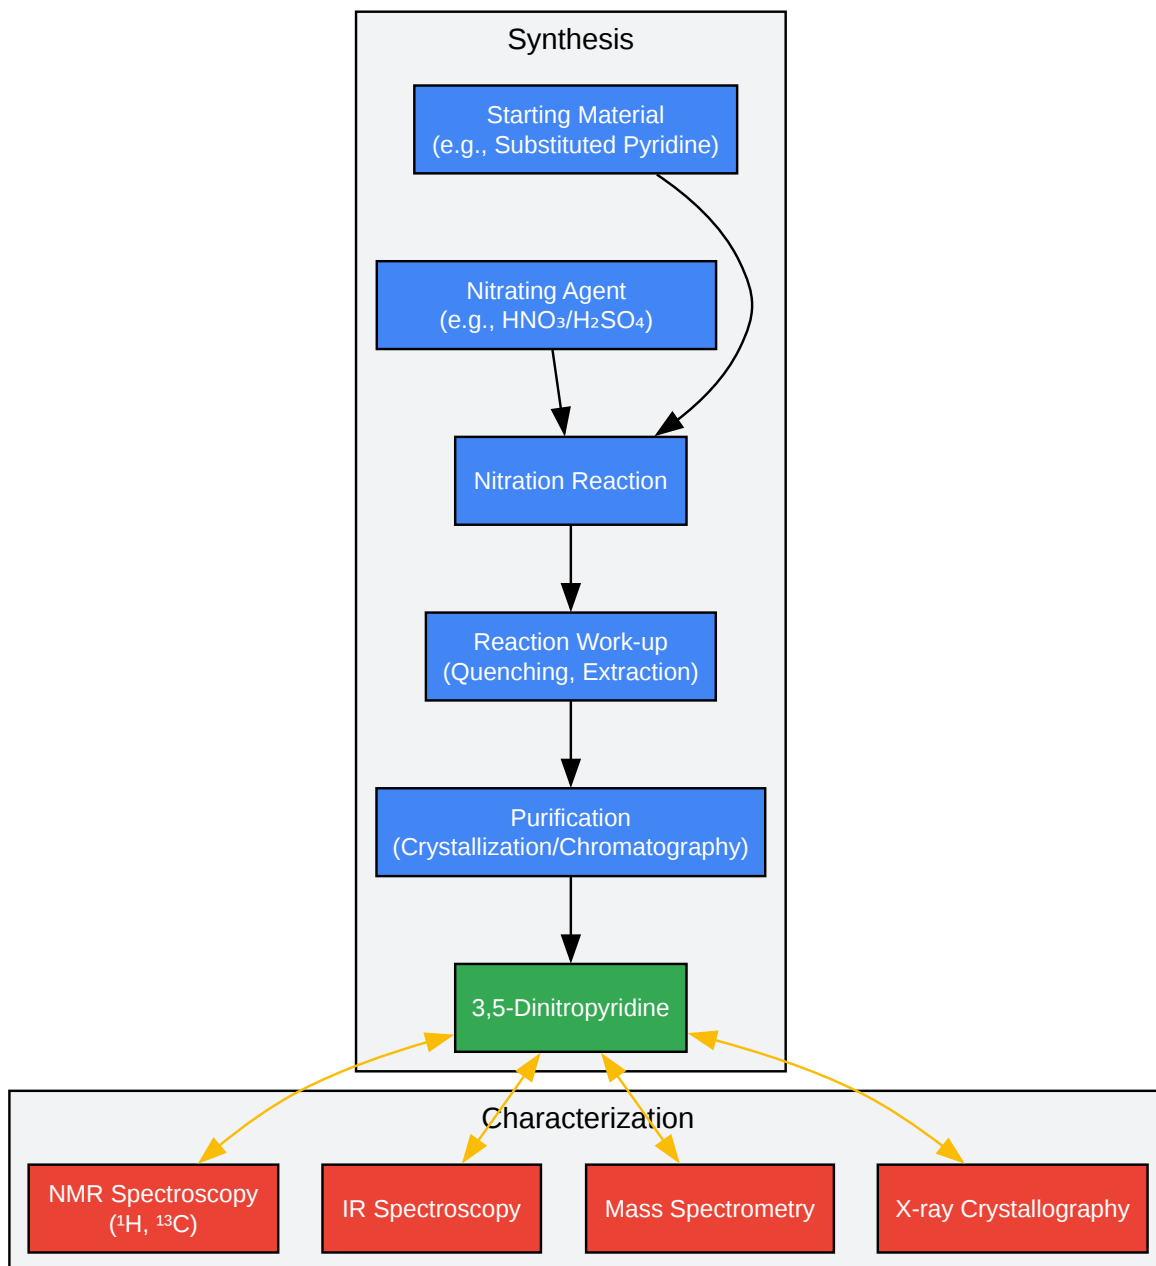 Synthesis
Starting Material
(e.g., Substituted Pyridine)
Nitrating Agent
(e.g., HNO₃/H₂SO₄)
Nitration Reaction
Reaction Work-up
(Quenching, Extraction)
Purification
(Crystallization/Chromatography)
3,5-Dinitropyridine
Characterization
NMR Spectroscopy
(¹H, ¹³C)
IR Spectroscopy
Mass Spectrometry
X-ray Crystallography